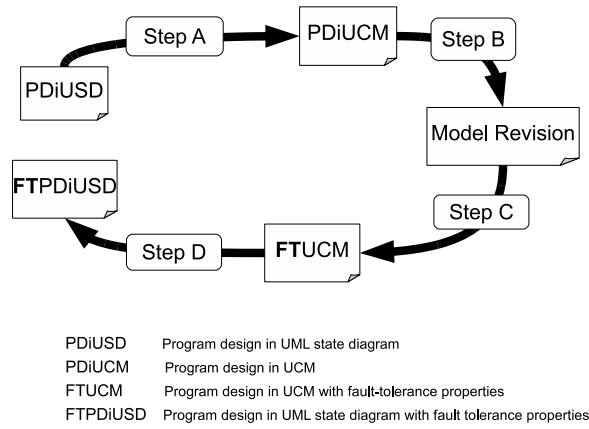 Step A
PDiUCM
Step B
PDiUSD
Model Revision
FTPDiUSD
Step C
Step D
FTUCM
PDiUSD Program design in UML state diagram
PDiUCM Program design in UCM
FTUCM Program design in UCM with fault-tolerance properties
FTPDiUSD Program design in UML state diagram with fault tolerance properties